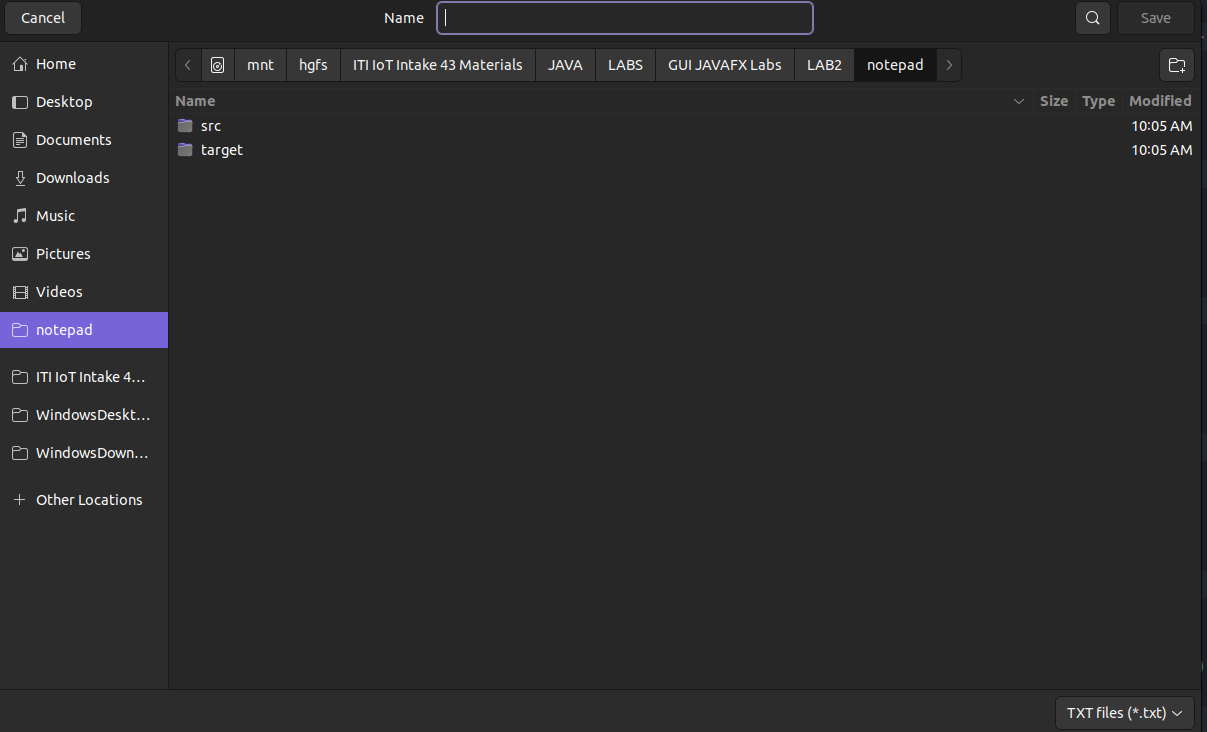 Cancel Name Save
Home
Desktop
Documents
Downloads
Music
Pictures
Videos
notepad
ITI IoT Intake 4...
WindowsDeskt...
WindowsDown...
Other Locations
mnt hgfs ITI IoT Intake 43 Materials JAVA LABS GUI JAVAFX Labs LAB2 notepad
Name Size Type Modified
src 10:05 AM
target 10:05 AM
TXT files (*.txt)